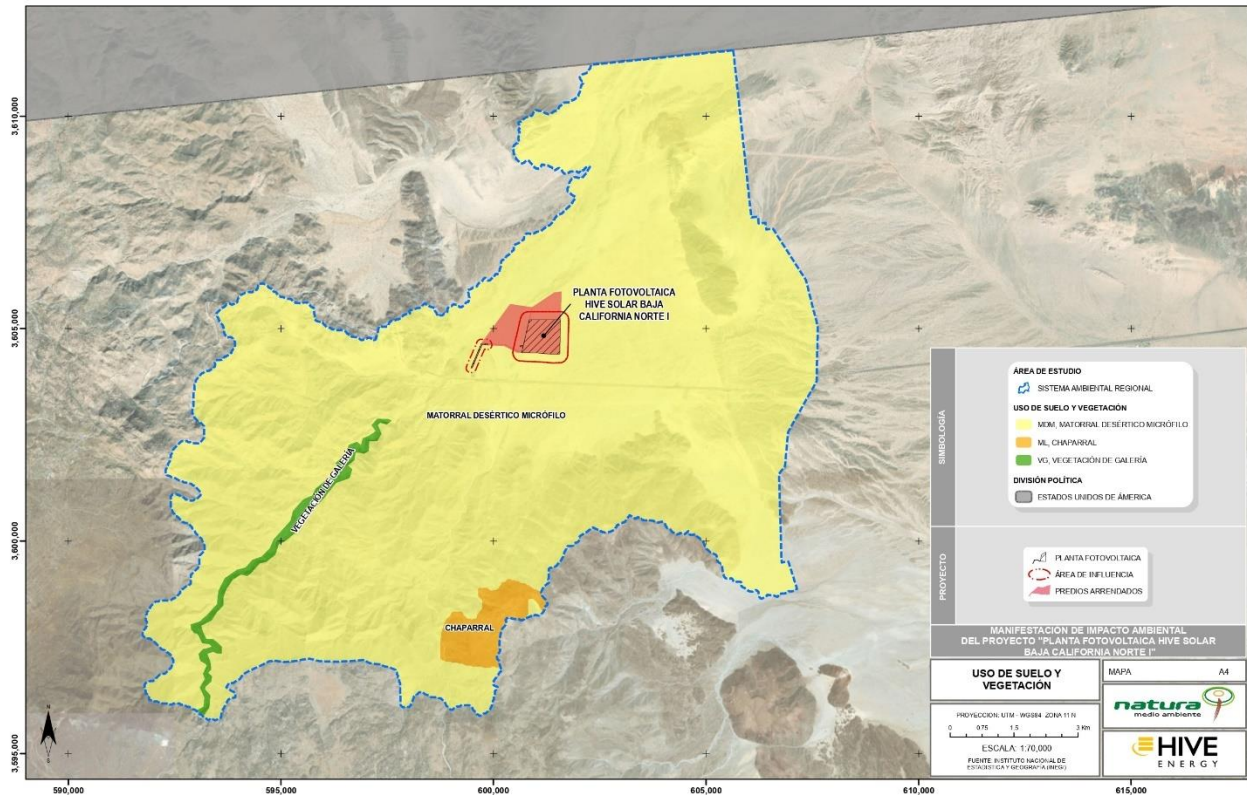 3,610,000
3,605,000
3,600,000
3,595,000
590,000
595,000
600,000
605,000
610,000
615,000
PLANTA FOTOVOLTAICA
HIVE SOLAR BAJA
CALIFORNIA NORTE I
MATORRAL DESÉRTICO MICRÓFILO
VEGETACIÓN DE GALERÍA
CHAPARRAL
N
SIMBOLOGÍA
ÁREA DE ESTUDIO
SISTEMA AMBIENTAL REGIONAL
USO DE SUELO Y VEGETACIÓN
MDM, MATORRAL DESÉRTICO MICRÓFILO
ML, CHAPARRAL
VG, VEGETACIÓN DE GALERÍA
DIVISIÓN POLÍTICA
ESTADOS UNIDOS DE ÁMERICA
PROYECTO
PLANTA FOTOVOLTAICA
ÁREA DE INFLUENCIA
PREDIOS ARRENDADOS
MANIFESTACIÓN DE IMPACTO AMBIENTAL
DEL PROYECTO "PLANTA FOTOVOLTAICA HIVE SOLAR
BAJA CALIFORNIA NORTE I"
USO DE SUELO Y
VEGETACIÓN
MAPA A4
PROYECCIÓN: UTM - WGS84 ZONA 11 N
0 0.75 1.5 3 Km
ESCALA: 1:70,000
FUENTE: INSTITUTO NACIONAL DE
ESTADÍSTICA Y GEOGRAFÍA (INEGI)
natura
medio ambiente
HIVE
ENERGY